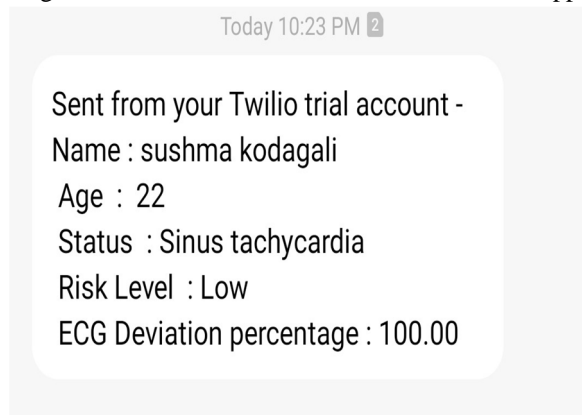 Today 10:23 PM 2
Sent from your Twilio trial account -
Name : sushma kodagali
Age : 22
Status : Sinus tachycardia
Risk Level : Low
ECG Deviation percentage : 100.00